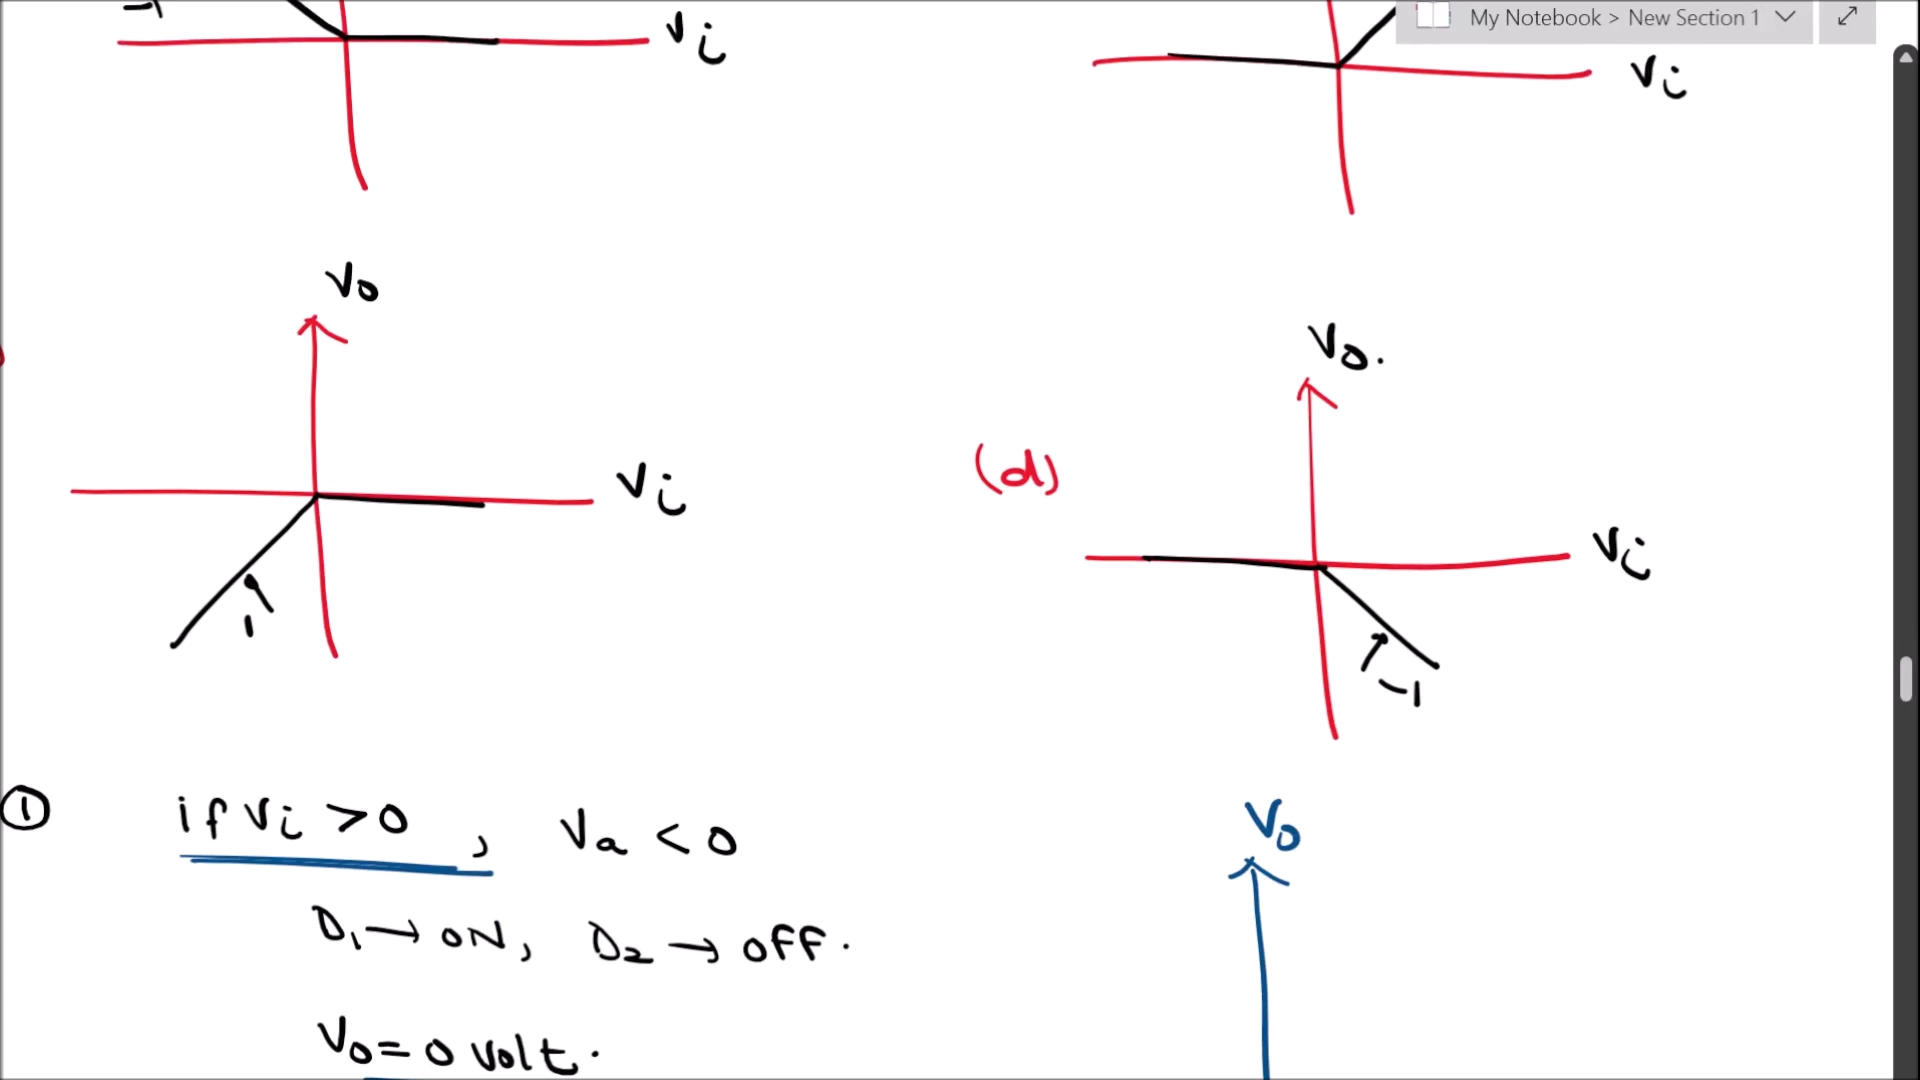 My Notebook > New Section 1
-1
Vi
Vi
Vo
Vi
1
Vo.
(d)
Vi
-1
① if Vi > 0 , Va < 0
D1 → ON, D2 → OFF.
Vo = 0 volt.
Vo